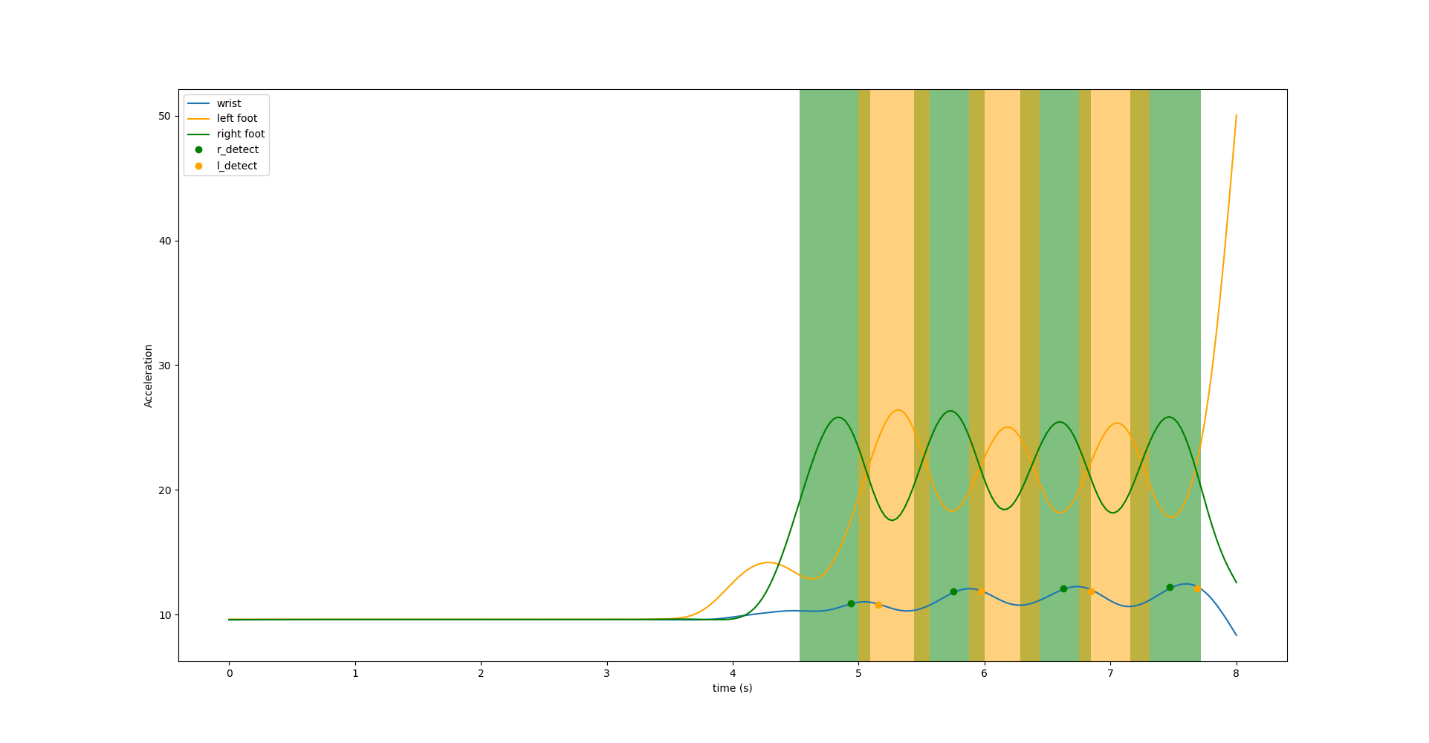 wrist
left foot
right foot
r_detect
l_detect
50
40
30
20
10
Acceleration
0 1 2 3 4 5 6 7 8
time (s)